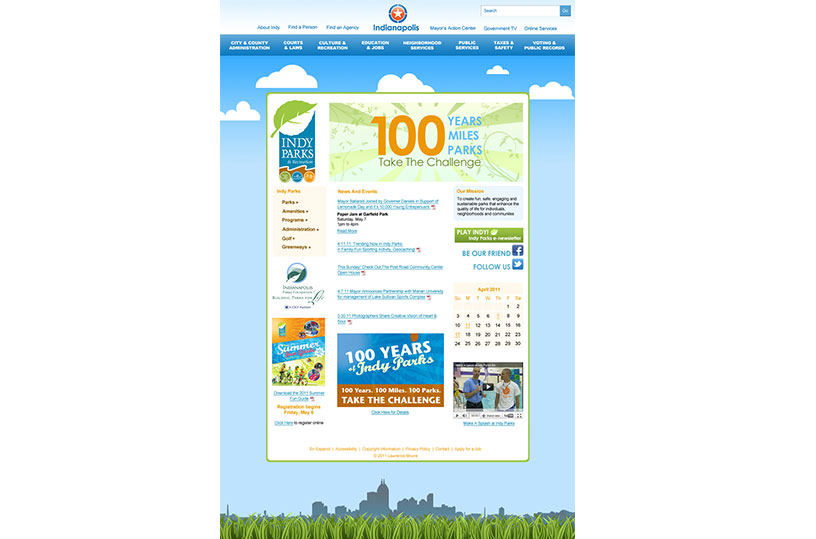 Search
Go
About Indy
Find a Person
Find an Agency
Indianapolis
Mayor's Action Center
Government TV
Online Services
CITY & COUNTY
ADMINISTRATION
COURTS
& LAWS
CULTURE &
RECREATION
EDUCATION
& JOBS
NEIGHBORHOOD
SERVICES
PUBLIC
SERVICES
TAXES &
SAFETY
VOTING &
PUBLIC RECORDS
INDY
PARKS
& Recreation
100 YEARS
MILES
PARKS
Take The Challenge
Indy Parks
Parks +
Amenities +
Programs +
Administration +
Golf +
Greenways +
INDIANAPOLIS
PARKS FOUNDATION
BUILDING PARKS FOR Life
Summer
Download the 2011 Summer
Fun Guide
Registration begins
Friday, May 6
Click Here to register online
News And Events
Mayor Ballard Joined by Governor Daniels in Support of
Lemonade Day and it's 10,000 Young Entrepeneurs
Paper Jam at Garfield Park
Saturday, May 7
1pm to 4pm
Read More
4.11.11: Trending Now in Indy Parks:
A Family-Fun Sporting Activity, Geocaching!
This Sunday! Check Out The Post Road Community Center
Open House
4.7.11 Mayor Announces Partnership with Marian University
for management of Lake Sullivan Sports Complex
3.30.11 Photographers Share Creative Vision of Heart &
Soul
100 YEARS
of Indy Parks
100 Years. 100 Miles. 100 Parks.
TAKE THE CHALLENGE
Click Here for Details
Our Mission
To create fun, safe, engaging and
sustainable parks that enhance the
quality of life for individuals,
neighborhoods and communities
PLAY INDY!
Indy Parks e-newsletter
BE OUR FRIEND
FOLLOW US
April 2011
Su M T W Th F S
1 2
3 4 5 6 7 8 9
10 11 12 13 14 15 16
17 18 19 20 21 22 23
24 25 26 27 28 29 30
Make A Splash at Indy Parks
En Espanol | Accessibility | Copyright Information | Privacy Policy | Contact | Apply for a Job
© 2011 Lawrence Moore